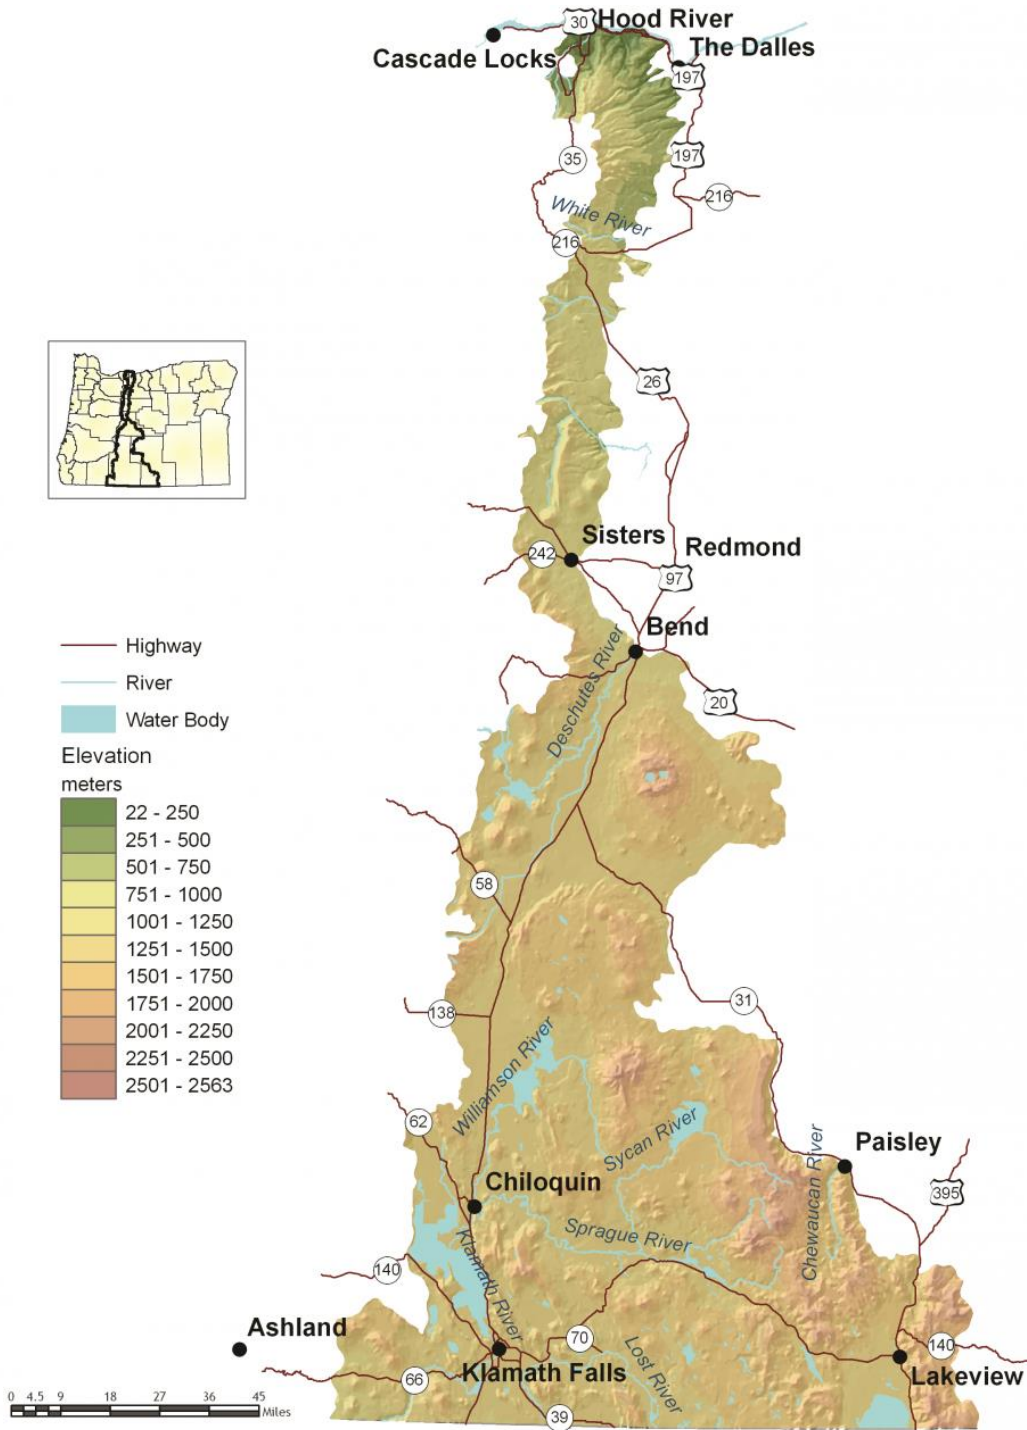 30
Hood River
The Dalles
Cascade Locks
197
35
197
216
White River
216
26
Sisters
Redmond
242
97
Bend
Deschutes River
20
Highway
River
Water Body
Elevation
meters
22 - 250
251 - 500
501 - 750
751 - 1000
1001 - 1250
1251 - 1500
1501 - 1750
1751 - 2000
2001 - 2250
2251 - 2500
2501 - 2563
58
31
138
Williamson River
62
Sycan River
Chewaucan River
Paisley
Chiloquin
395
Sprague River
Klamath River
140
Ashland
70
Lost River
140
Klamath Falls
Lakeview
66
39
0 4.5 9 18 27 36 45
Miles